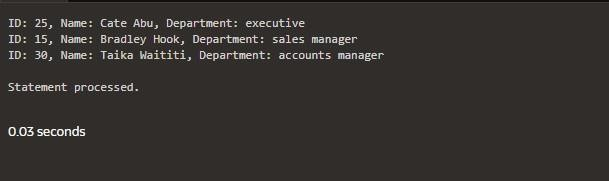 ID: 25, Name: Cate Abu, Department: executive
ID: 15, Name: Bradley Hook, Department: sales manager
ID: 30, Name: Taika Waititi, Department: accounts manager
Statement processed.
0.03 seconds